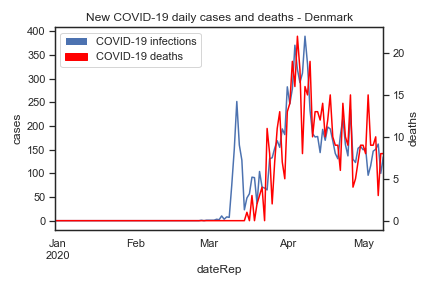 New COVID-19 daily cases and deaths - Denmark
COVID-19 infections
COVID-19 deaths
400
350
300
250
200
150
100
50
0
cases
20
15
10
5
0
deaths
Jan
2020
Feb
Mar
Apr
May
dateRep